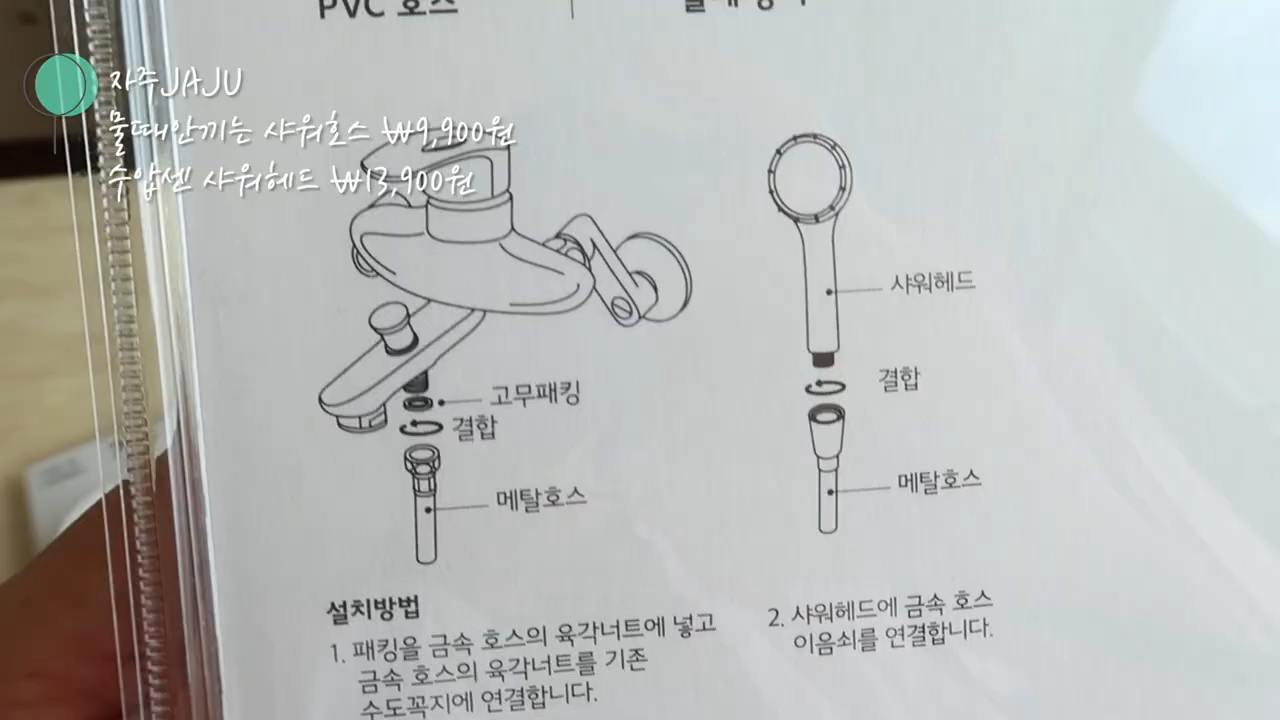 PVC 호스
자주JAJU
물때안끼는 샤워호스 ₩9,900원
수압센 샤워헤드 ₩13,900원
샤워헤드
결합
메탈호스
고무패킹
결합
메탈호스
설치방법
1. 패킹을 금속 호스의 육각너트에 넣고
금속 호스의 육각너트를 기존
수도꼭지에 연결합니다.
2. 샤워헤드에 금속 호스
이음쇠를 연결합니다.